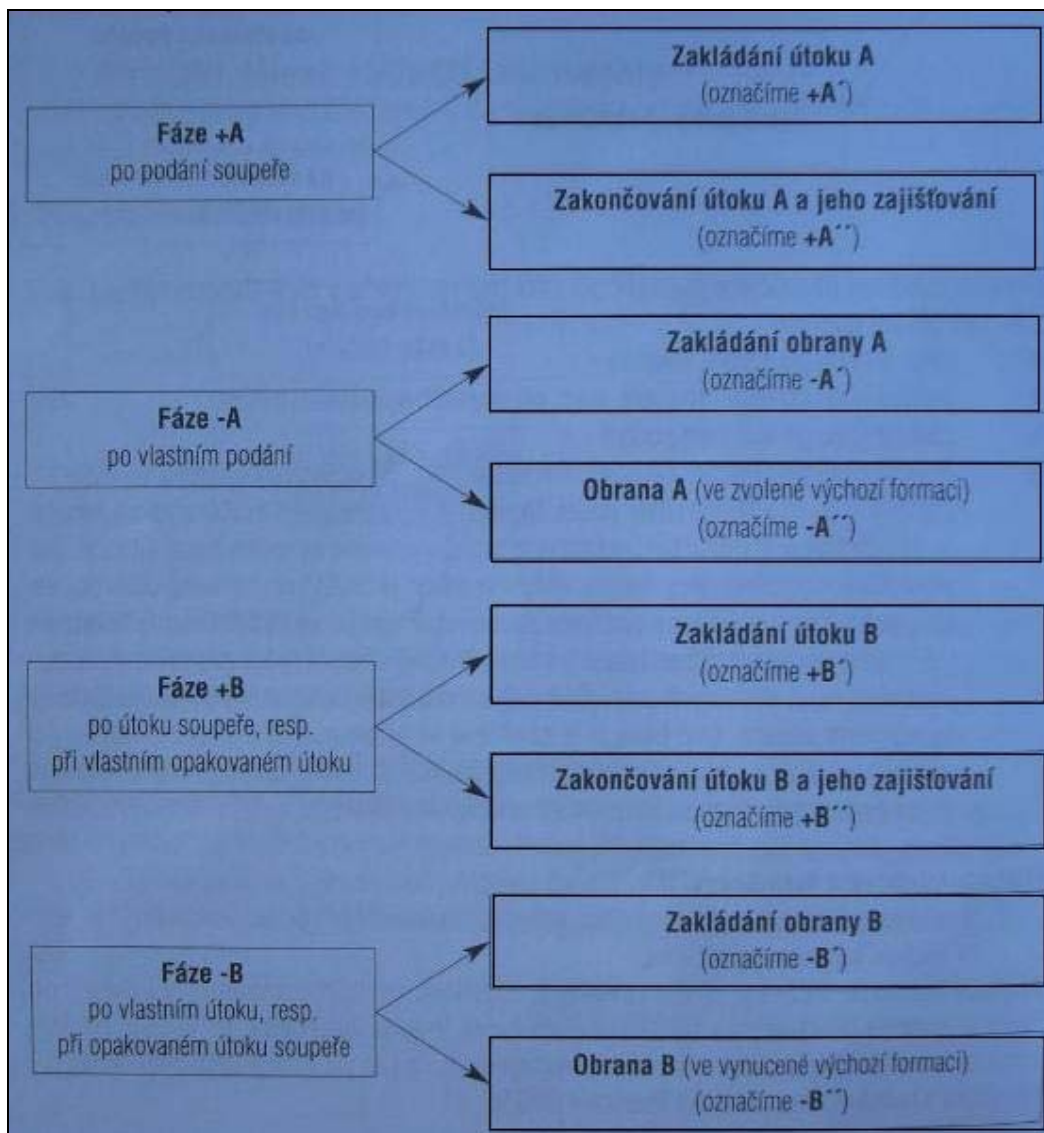 Fáze +A
po podání soupeře
Zakládání útoku A
(označíme +A´)
Zakončování útoku A a jeho zajišťování
(označíme +A´´)
Fáze -A
po vlastním podání
Zakládání obrany A
(označíme -A´)
Obrana A (ve zvolené výchozí formaci)
(označíme -A´´)
Fáze +B
po útoku soupeře, resp.
při vlastním opakovaném útoku
Zakládání útoku B
(označíme +B´)
Zakončování útoku B a jeho zajišťování
(označíme +B´´)
Fáze -B
po vlastním útoku, resp.
při opakovaném útoku soupeře
Zakládání obrany B
(označíme -B´)
Obrana B (ve vynucené výchozí formaci)
(označíme -B´´)